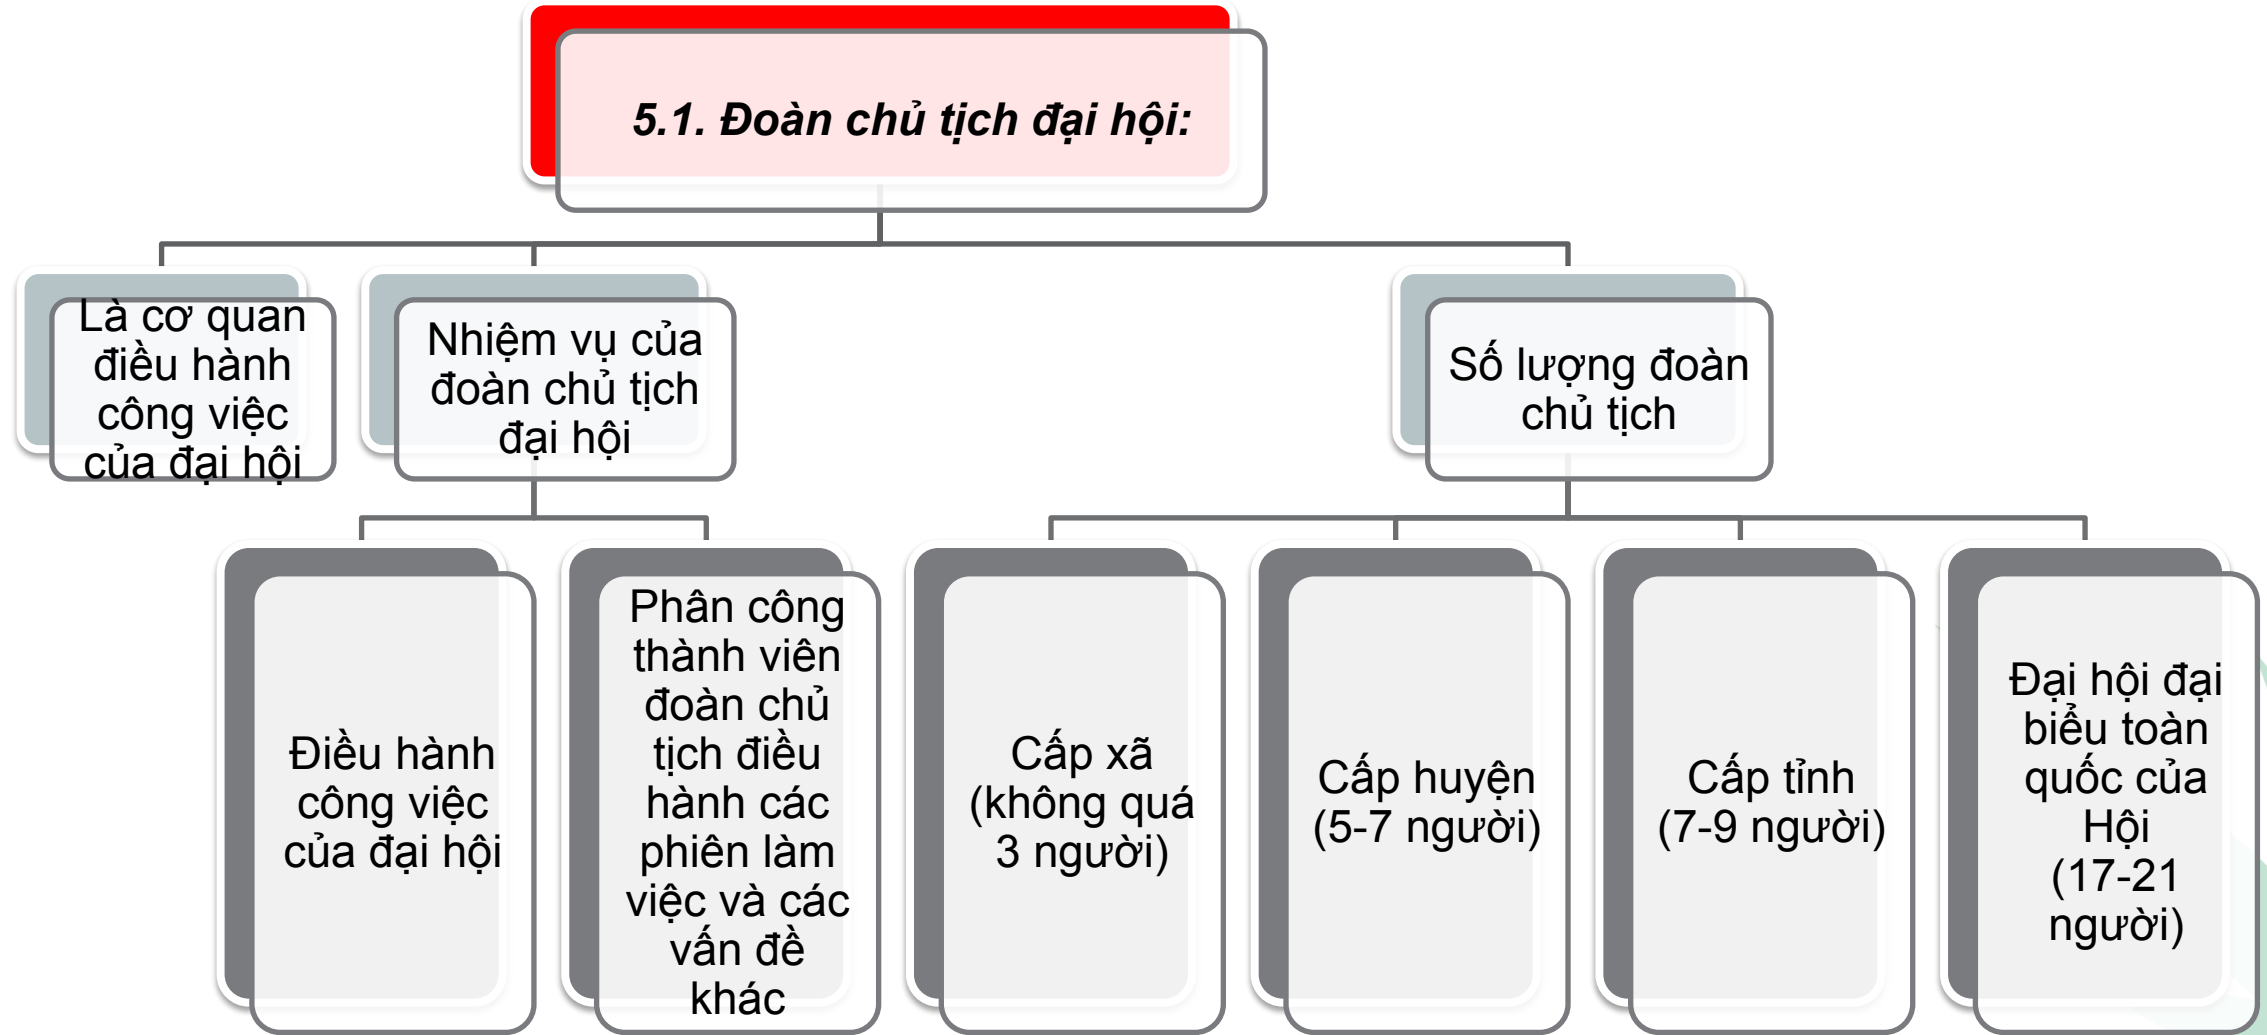 5.1. Đoàn chủ tịch đại hội:
Là cơ quan
điều hành
công việc
của đại hội
Nhiệm vụ của
đoàn chủ tịch
đại hội
Số lượng đoàn
chủ tịch
Điều hành
công việc
của đại hội
Phân công
thành viên
đoàn chủ
tịch điều
hành các
phiên làm
việc và các
vấn đề
khác
Cấp xã
(không quá
3 người)
Cấp huyện
(5-7 người)
Cấp tỉnh
(7-9 người)
Đại hội đại
biểu toàn
quốc của
Hội
(17-21
người)